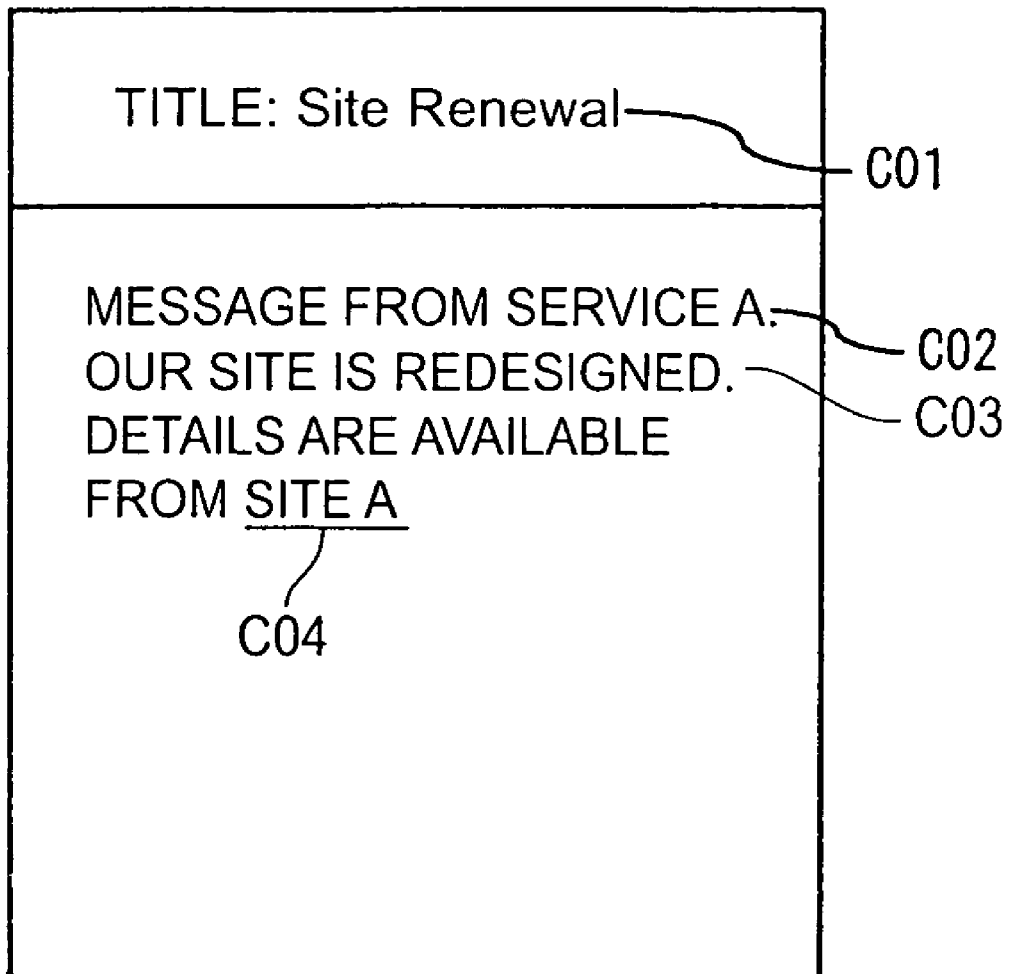 TITLE: Site Renewal
C01
MESSAGE FROM SERVICE A.
C02
OUR SITE IS REDESIGNED.
C03
DETAILS ARE AVAILABLE
FROM SITE A
C04